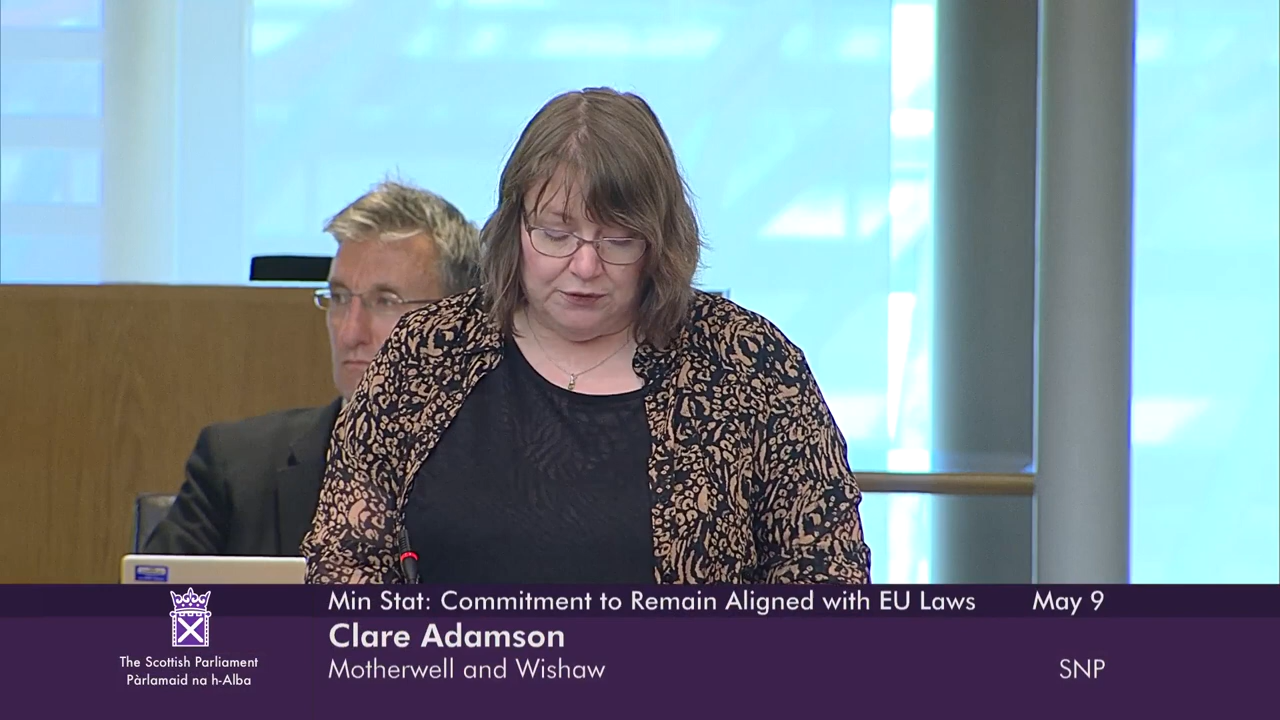 Min Stat: Commitment to Remain Aligned with EU Laws May 9
Clare Adamson
Motherwell and Wishaw SNP
The Scottish Parliament
Pàrlamaid na h-Alba